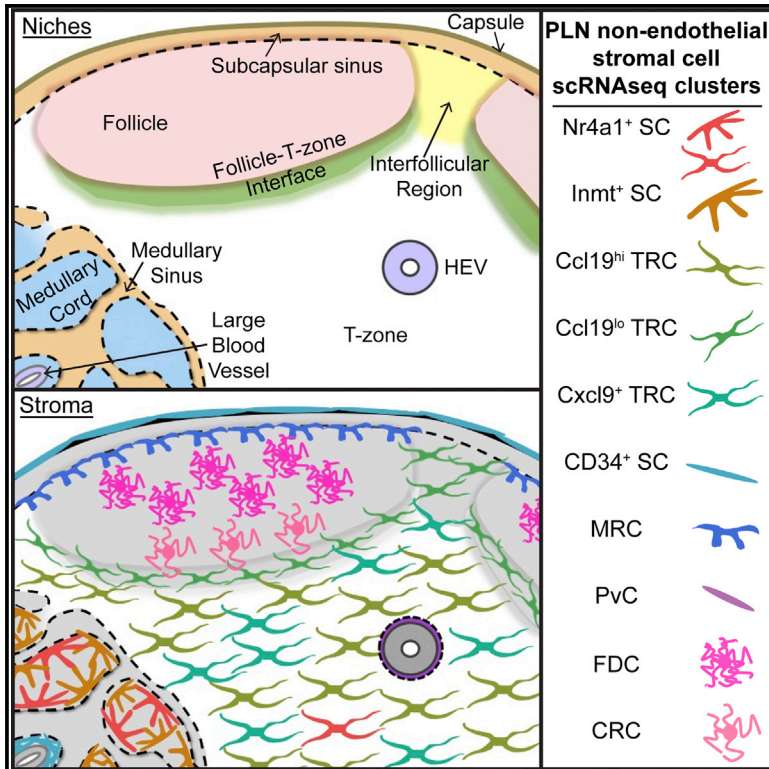 Niches
Capsule
Subcapsular sinus
Follicle
Follicle-T-zone
Interface
Interfollicular
Region
Medullary
Sinus
HEV
Medullary
Cord
Large
Blood
Vessel
T-zone
Stroma
PLN non-endothelial
stromal cell
scRNAseq clusters
Nr4a1⁺ SC
Inmt⁺ SC
Ccl19ʰⁱ TRC
Ccl19ˡᵒ TRC
Cxcl9⁺ TRC
CD34⁺ SC
MRC
PvC
FDC
CRC